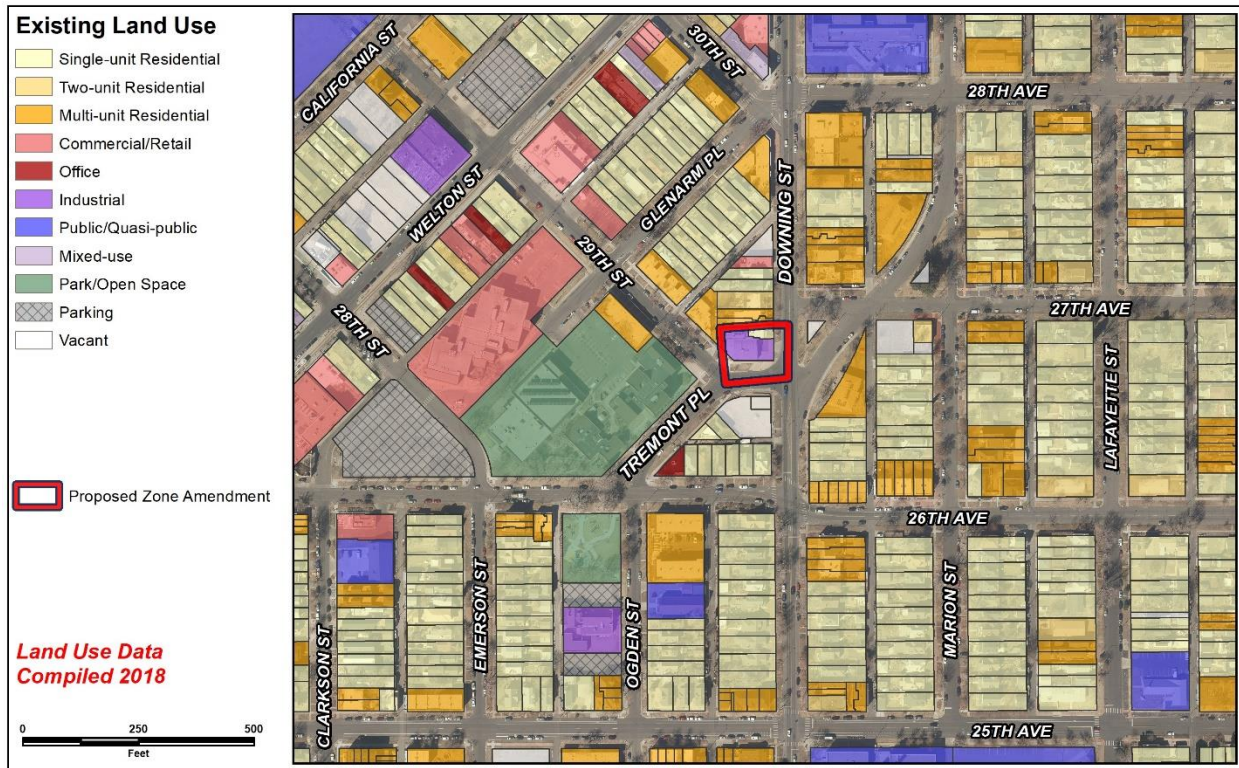 Existing Land Use
Single-unit Residential
Two-unit Residential
Multi-unit Residential
Commercial/Retail
Office
Industrial
Public/Quasi-public
Mixed-use
Park/Open Space
Parking
Vacant
Proposed Zone Amendment
Land Use Data
Compiled 2018
0 250 500
Feet
CALIFORNIA ST
30TH ST
28TH AVE
WELTON ST
GLENARM PL
DOWNING ST
29TH ST
28TH ST
27TH AVE
TREMONT PL
LAFAYETTE ST
26TH AVE
CLARKSON ST
EMERSON ST
OGDEN ST
MARION ST
25TH AVE